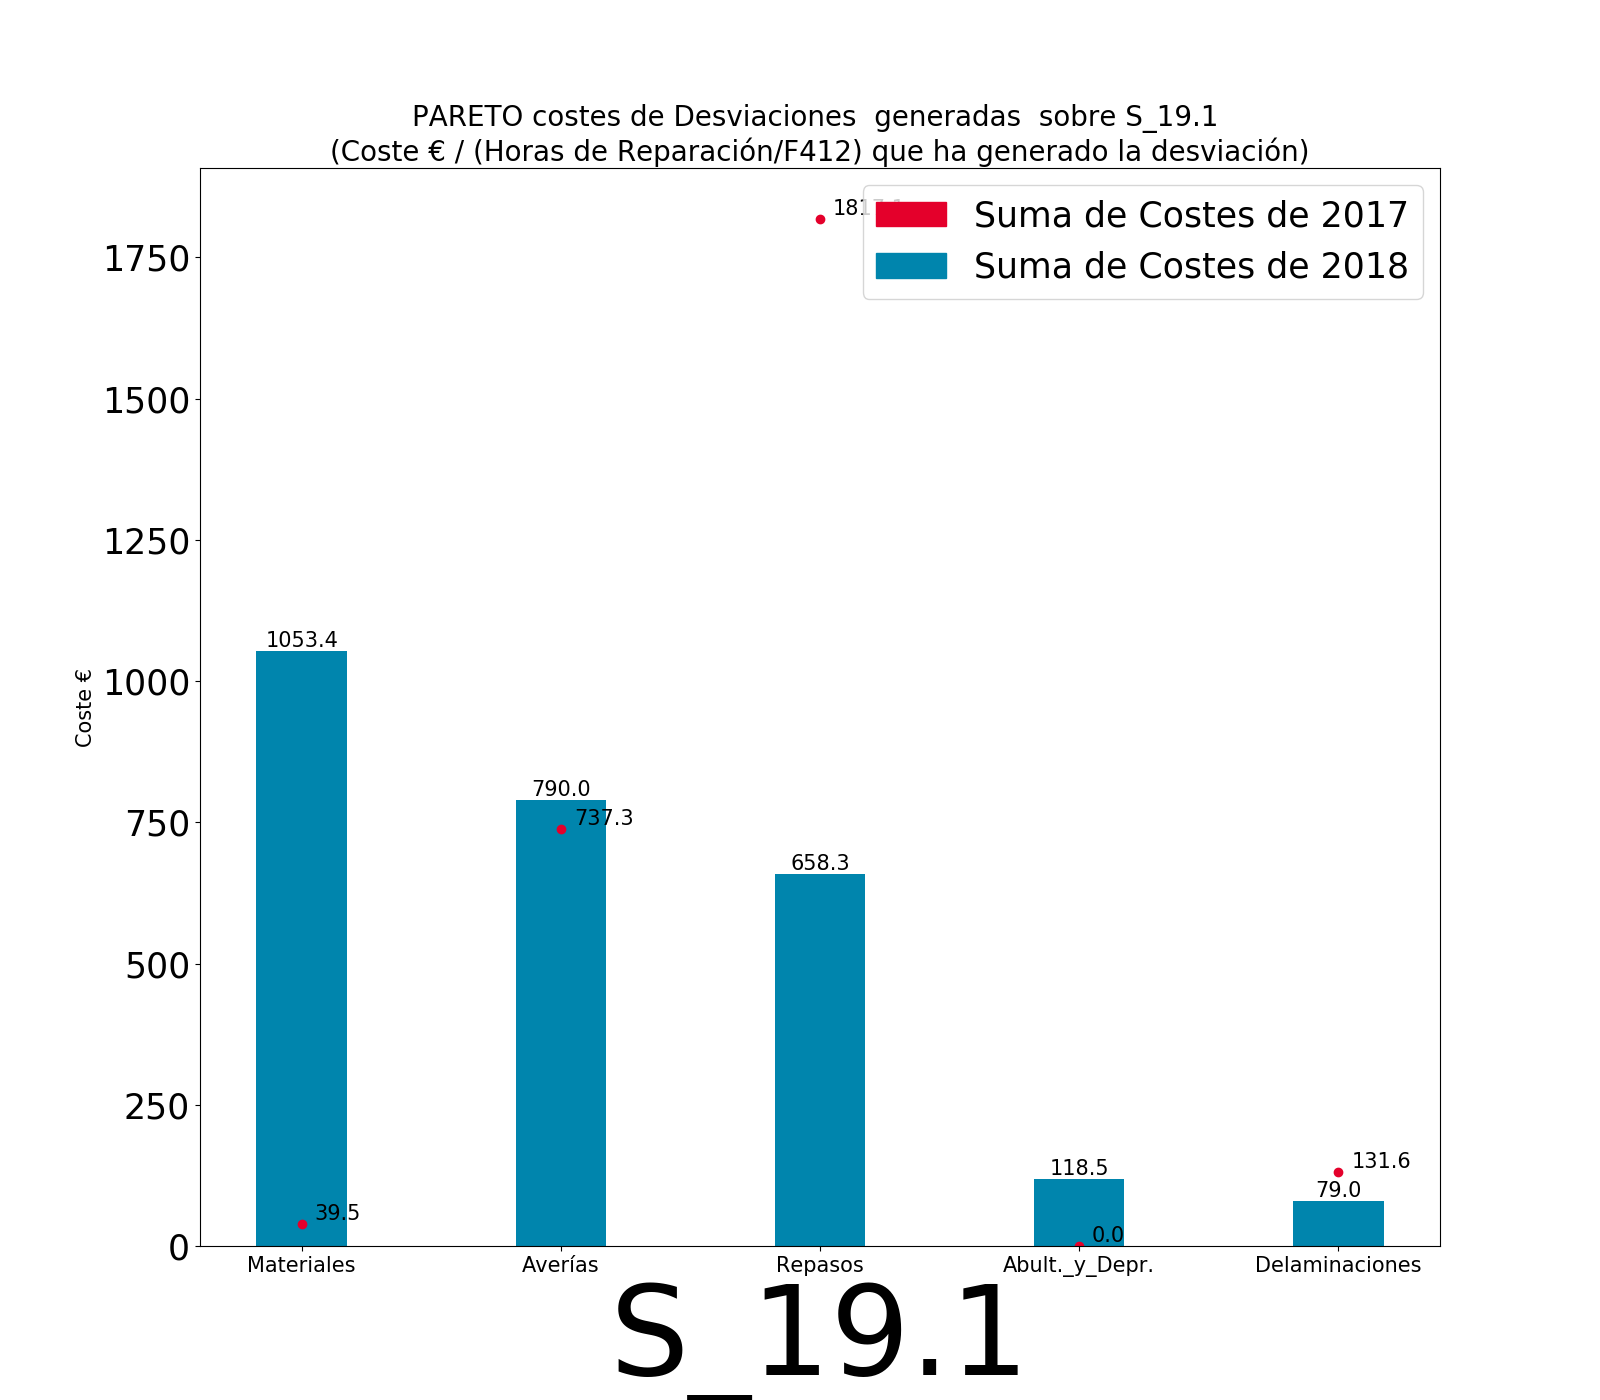 PARETO costes de Desviaciones  generadas  sobre S_19.1
(Coste € / (Horas de Reparación/F412) que ha generado la desviación)
Suma de Costes de 2017
Suma de Costes de 2018
Coste €
1750
1500
1250
1000
750
500
250
0
1053.4
790.0
737.3
658.3
118.5
131.6
79.0
39.5
0.0
Materiales
Averías
Repasos
Abult._y_Depr.
Delaminaciones
S_19.1